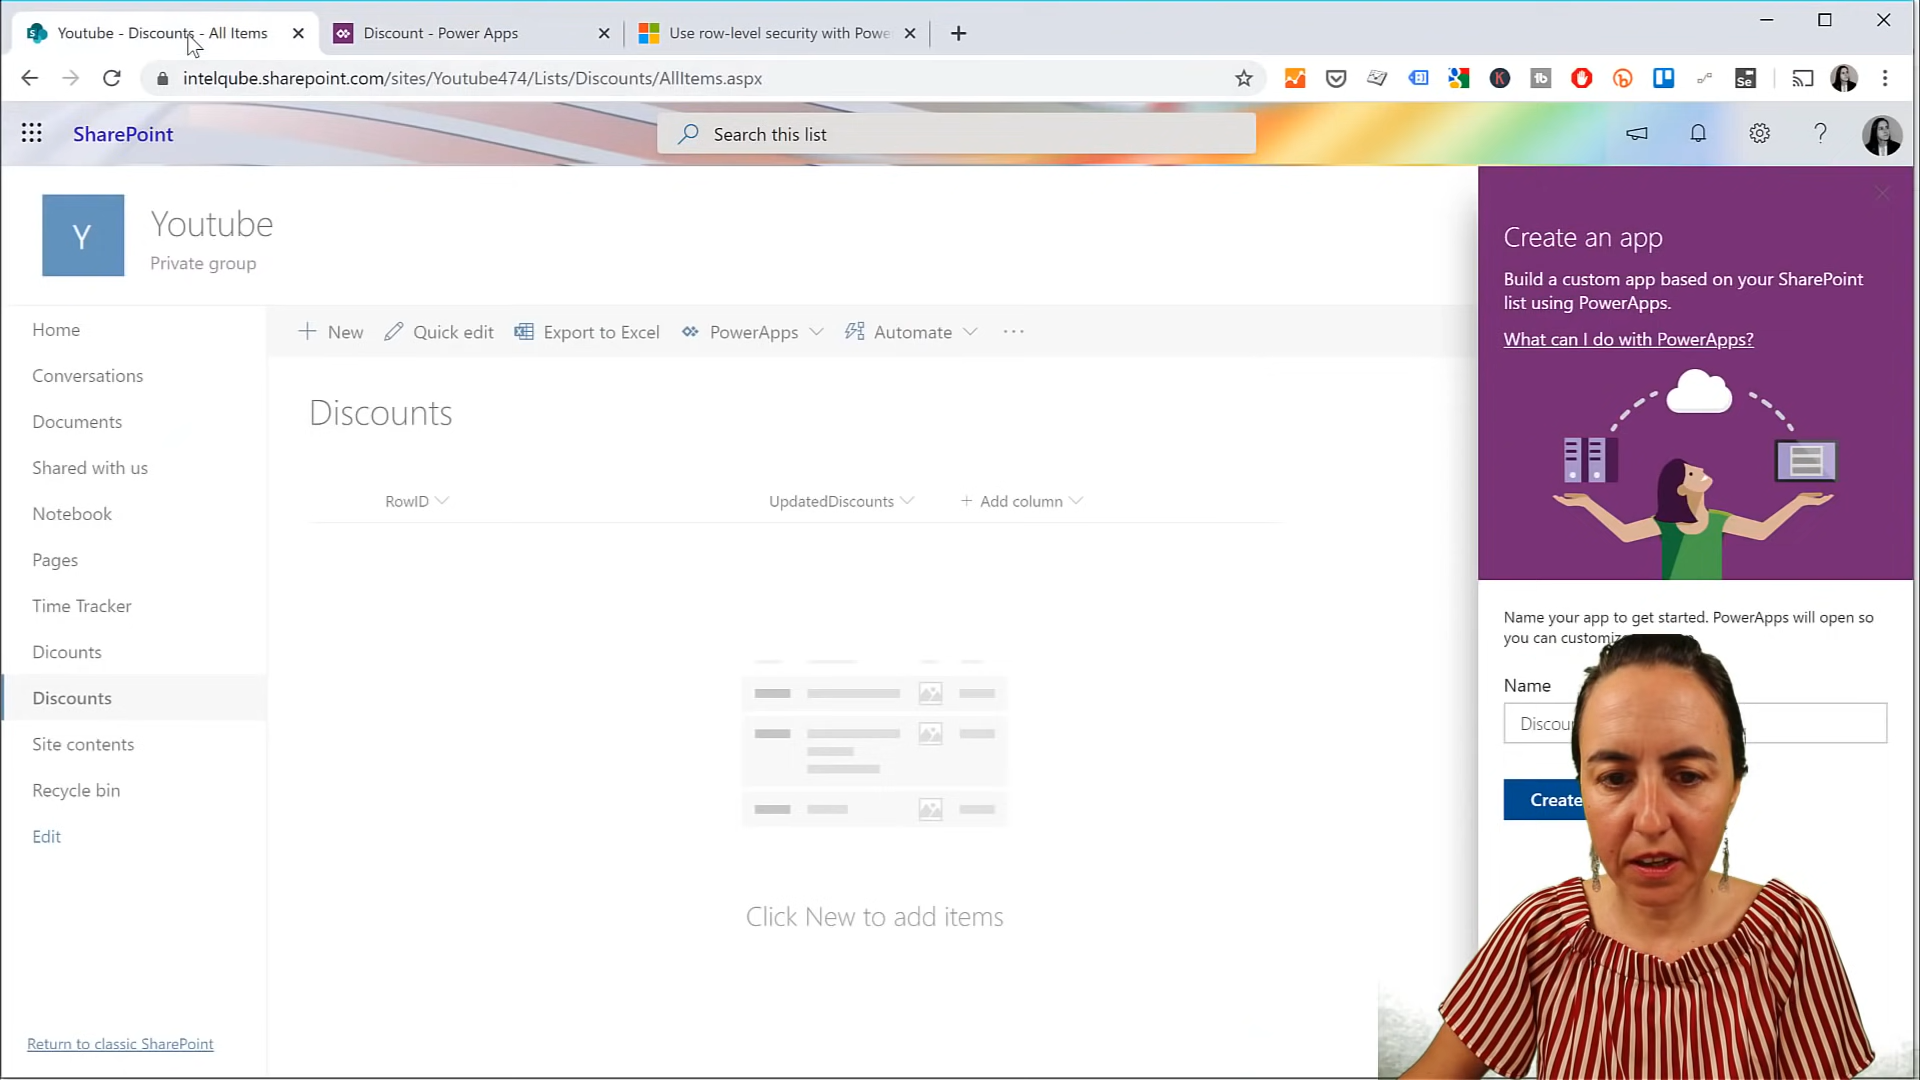 Youtube - Discounts - All Items
Discount - Power Apps
Use row-level security with Powe
intelqube.sharepoint.com/sites/Youtube474/Lists/Discounts/AllItems.aspx
SharePoint
Search this list
Y
Youtube
Private group
Create an app
Build a custom app based on your SharePoint
list using PowerApps.
What can I do with PowerApps?
Home
Conversations
Documents
Shared with us
Notebook
Pages
Time Tracker
Dicounts
Discounts
Site contents
Recycle bin
Edit
Return to classic SharePoint
New
Quick edit
Export to Excel
PowerApps
Automate
Discounts
RowID
UpdatedDiscounts
Add column
Click New to add items
Name your app to get started. PowerApps will open so
you can customiz
Name
Discou
Create